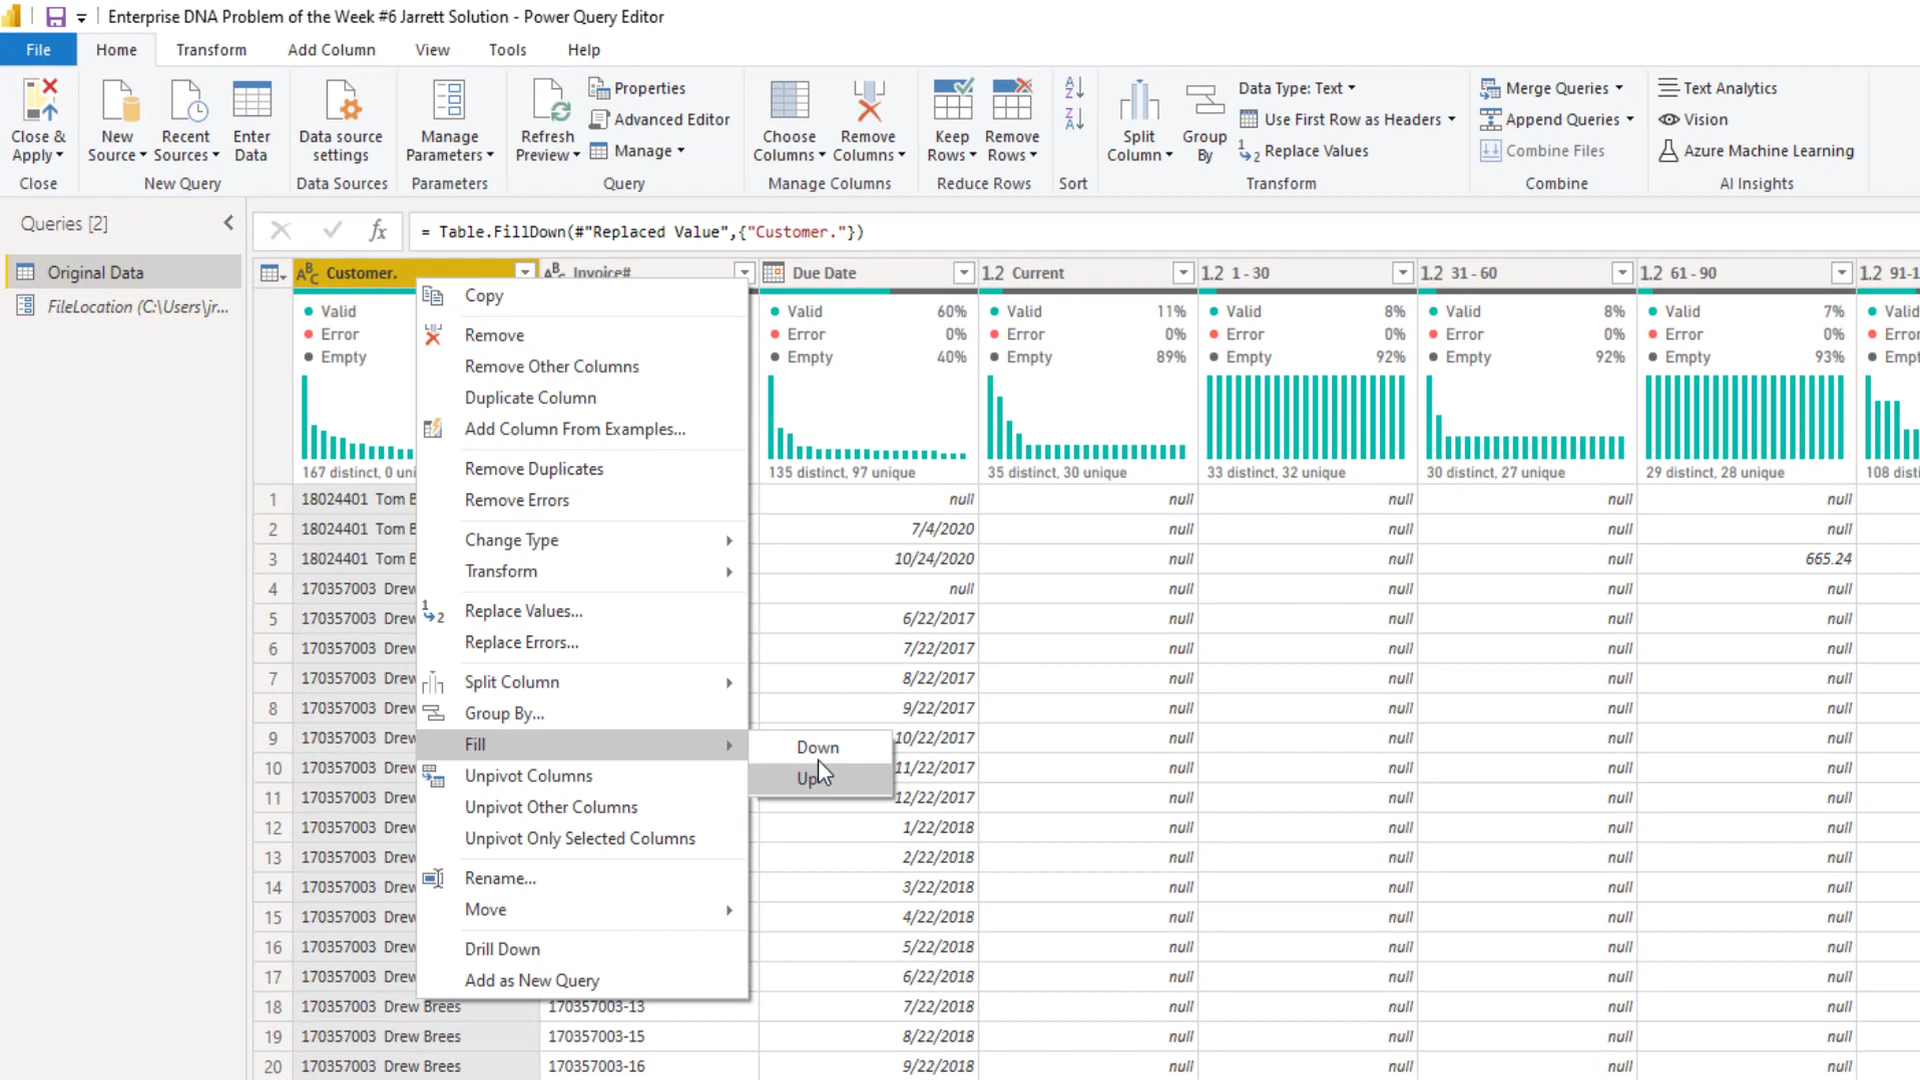 Enterprise DNA Problem of the Week #6 Jarrett Solution - Power Query Editor
File Home Transform Add Column View Tools Help
Close & Apply
Close
New Source
Recent Sources
Enter Data
New Query
Data source settings
Data Sources
Manage Parameters
Parameters
Refresh Preview
Properties
Advanced Editor
Manage
Query
Choose Columns
Remove Columns
Manage Columns
Keep Rows
Remove Rows
Reduce Rows
Sort
Split Column
Group By
Data Type: Text
Use First Row as Headers
Replace Values
Transform
Merge Queries
Append Queries
Combine Files
Combine
Text Analytics
Vision
Azure Machine Learning
AI Insights
Queries [2]
Original Data
FileLocation (C:\Users\jr...
= Table.FillDown(#"Replaced Value",{"Customer."})
Customer. Invoice# Due Date 1.2 Current 1.2 1 - 30 1.2 31 - 60 1.2 61 - 90 1.2 91-1
Valid Valid 60% Valid 11% Valid 8% Valid 8% Valid 7% Valid
Error Error 0% Error 0% Error 0% Error 0% Error 0% Error
Empty Empty 40% Empty 89% Empty 92% Empty 92% Empty 93% Empt
167 distinct, 0 uni 135 distinct, 97 unique 35 distinct, 30 unique 33 distinct, 32 unique 30 distinct, 27 unique 29 distinct, 28 unique 108 disti
1 18024401 Tom B null null null null null
2 18024401 Tom B 7/4/2020 null null null null
3 18024401 Tom B 10/24/2020 null null null 665.24
4 170357003 Drew null null null null null
5 170357003 Drew 6/22/2017 null null null null
6 170357003 Drew 7/22/2017 null null null null
7 170357003 Drew 8/22/2017 null null null null
8 170357003 Drew 9/22/2017 null null null null
9 170357003 Drew 10/22/2017 null null null null
10 170357003 Drew 11/22/2017 null null null null
11 170357003 Drew 12/22/2017 null null null null
12 170357003 Drew 1/22/2018 null null null null
13 170357003 Drew 2/22/2018 null null null null
14 170357003 Drew 3/22/2018 null null null null
15 170357003 Drew 4/22/2018 null null null null
16 170357003 Drew 5/22/2018 null null null null
17 170357003 Drew 6/22/2018 null null null null
18 170357003 Drew Brees 170357003-13 7/22/2018 null null null null
19 170357003 Drew Brees 170357003-15 8/22/2018 null null null null
20 170357003 Drew Brees 170357003-16 9/22/2018 null null null null
Copy
Remove
Remove Other Columns
Duplicate Column
Add Column From Examples...
Remove Duplicates
Remove Errors
Change Type
Transform
Replace Values...
Replace Errors...
Split Column
Group By...
Fill
Down
Up
Unpivot Columns
Unpivot Other Columns
Unpivot Only Selected Columns
Rename...
Move
Drill Down
Add as New Query